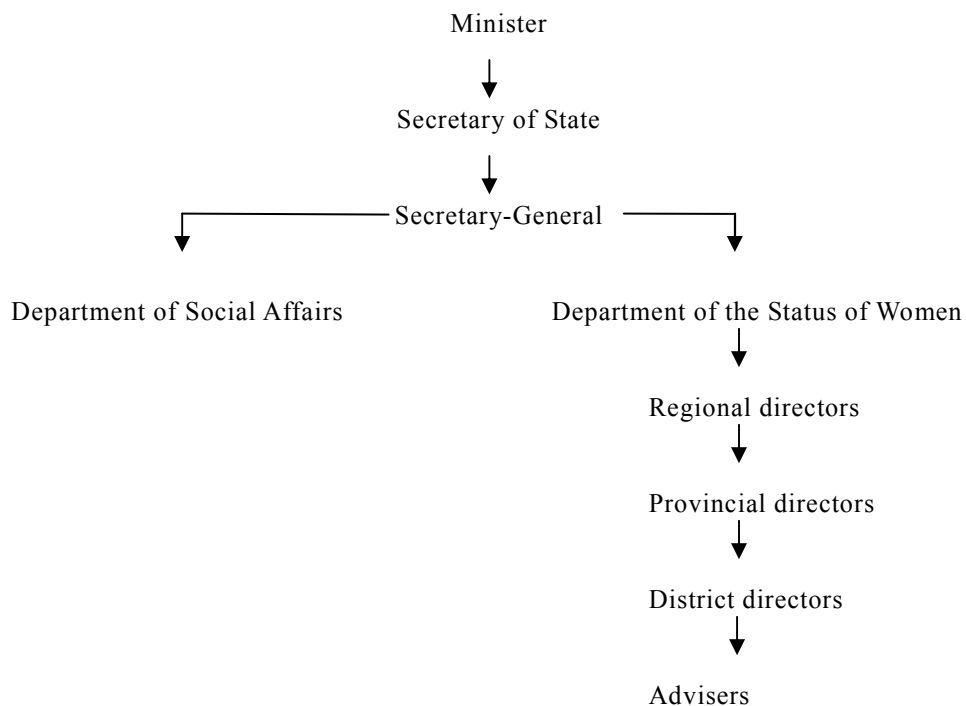 Minister
Secretary of State
Secretary-General
Department of Social Affairs
Department of the Status of Women
Regional directors
Provincial directors
District directors
Advisers